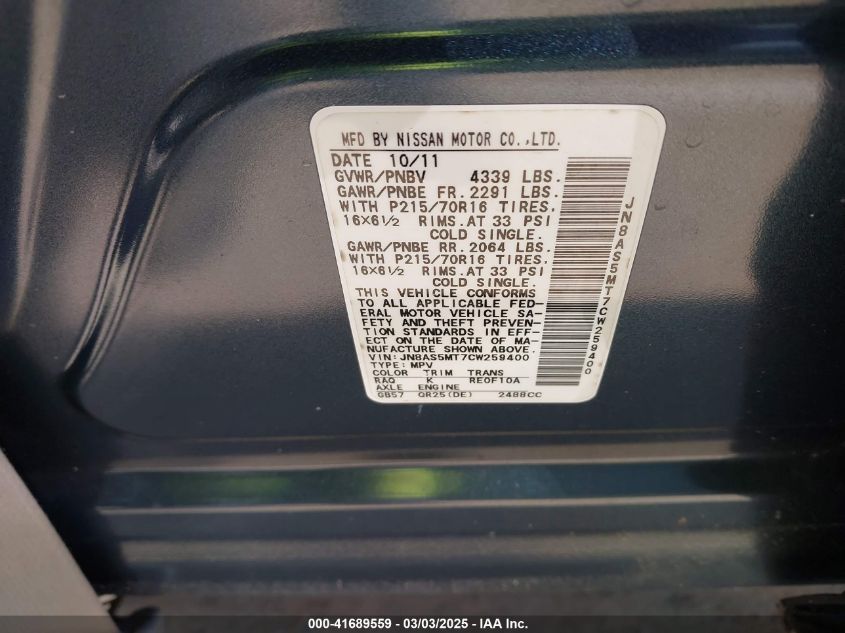 MFD BY NISSAN MOTOR CO.,LTD.
DATE 10/11
GVWR/PNBV 4339 LBS.
GAWR/PNBE FR. 2291 LBS.
WITH P215/70R16 TIRES.
16X6½ RIMS.AT 33 PSI
COLD SINGLE.
GAWR/PNBE RR. 2064 LBS.
WITH P215/70R16 TIRES.
16X6½ RIMS.AT 33 PSI
COLD SINGLE.
THIS VEHICLE CONFORMS
TO ALL APPLICABLE FED-
ERAL MOTOR VEHICLE SA-
FETY AND THEFT PREVEN-
TION STANDARDS IN EFF-
ECT ON THE DATE OF MA-
NUFACTURE SHOWN ABOVE.
VIN:JN8AS5MT7CW259400
TYPE:MPV
COLOR TRIM TRANS
RAQ K RE0F10A
AXLE ENGINE
GB57 QR25(DE) 2488CC
JN8AS5MT7CW259400
000-41689559 — 03/03/2025 — IAA Inc.